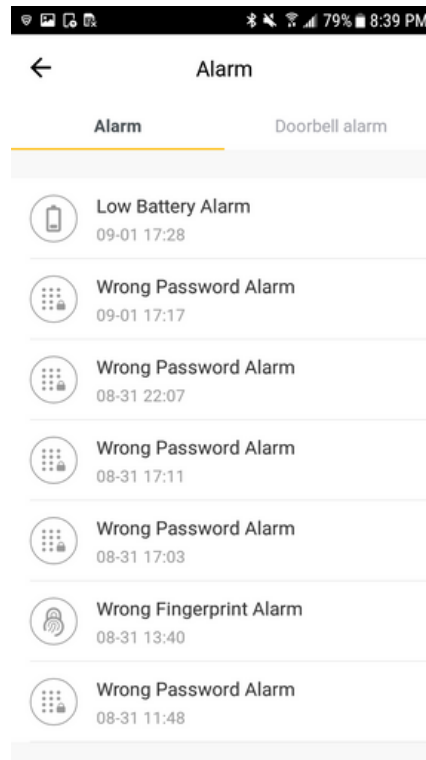 79% 8:39 PM
Alarm
Alarm Doorbell alarm
Low Battery Alarm
09-01 17:28
Wrong Password Alarm
09-01 17:17
Wrong Password Alarm
08-31 22:07
Wrong Password Alarm
08-31 17:11
Wrong Password Alarm
08-31 17:03
Wrong Fingerprint Alarm
08-31 13:40
Wrong Password Alarm
08-31 11:48